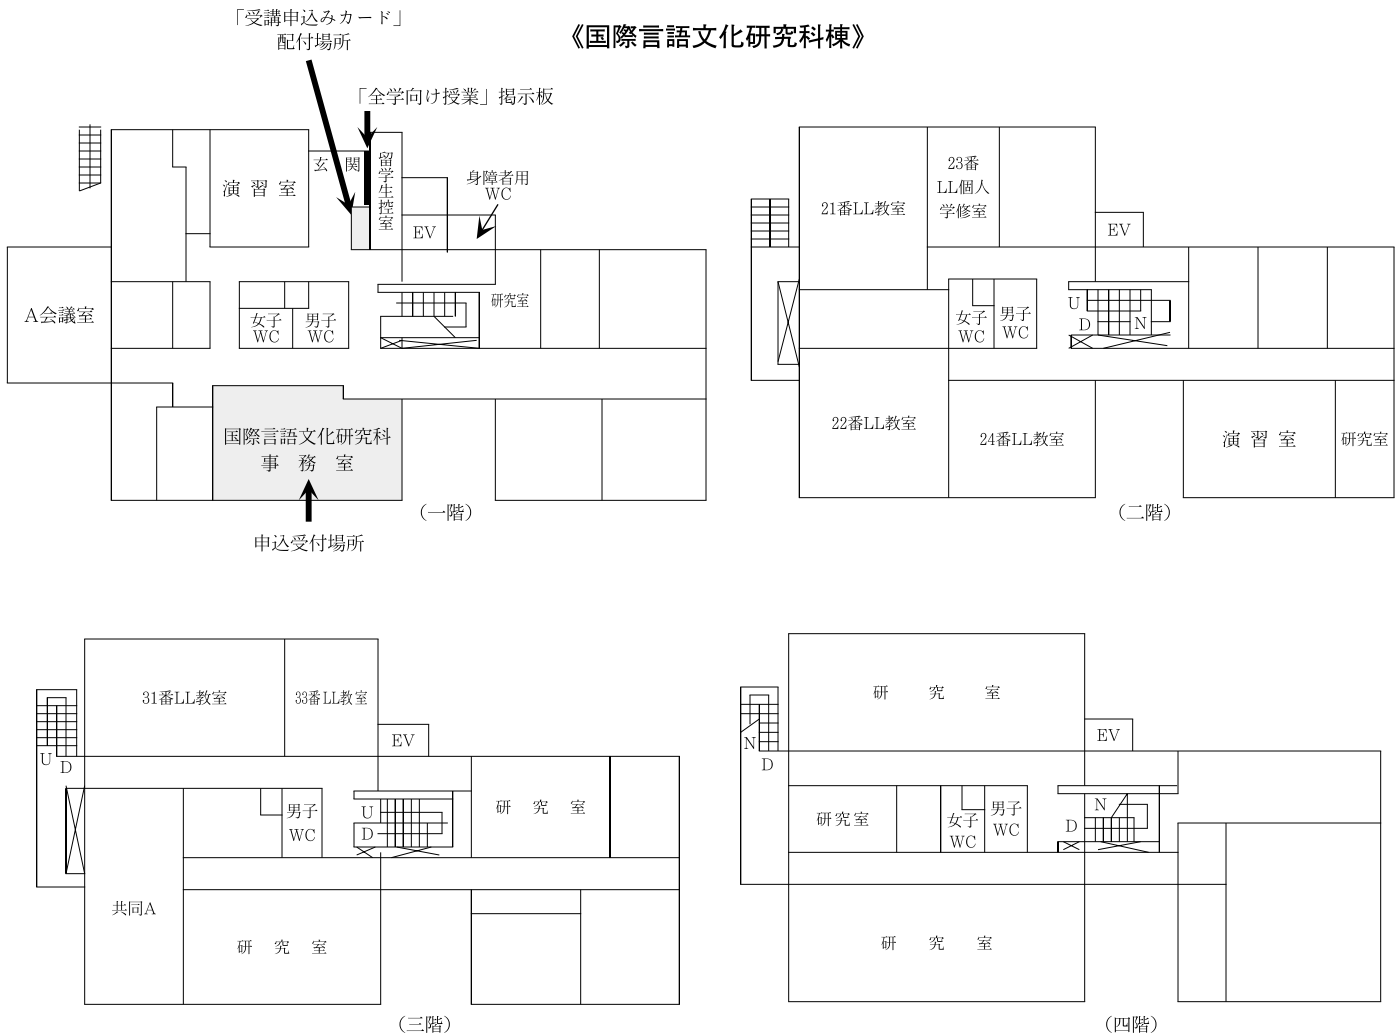 《国際言語文化研究科棟》
「受講申込みカード」
配付場所
「全学向け授業」掲示板
演 習 室
玄 関
留学生控室
身障者用
WC
EV
A会議室
女子
WC
男子
WC
研究室
国際言語文化研究科
事 務 室
申込受付場所
(一階)
21番LL教室
23番
LL個人
学修室
EV
女子
WC
男子
WC
U
D
N
22番LL教室
24番LL教室
演 習 室
研究室
(二階)
31番LL教室
33番LL教室
EV
U
D
男子
WC
U
D
研 究 室
共同A
研 究 室
(三階)
研 究 室
EV
N
D
研究室
女子
WC
男子
WC
N
D
研 究 室
(四階)